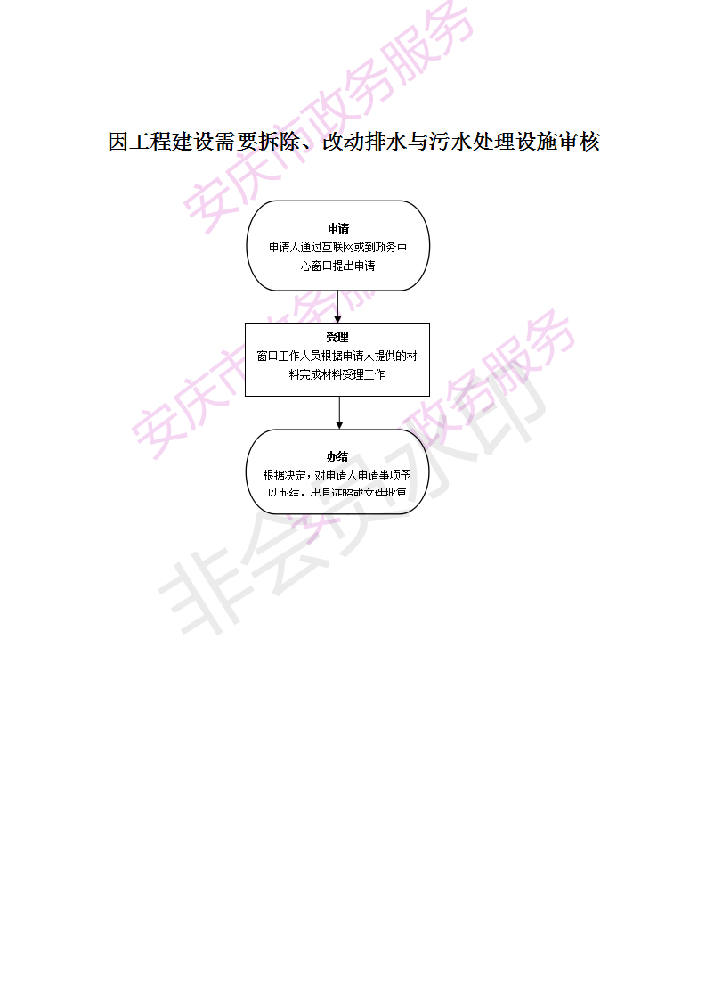 因工程建设需要拆除、改动排水与污水处理设施审核
申请
申请人通过互联网或到政务中
心窗口提出申请
受理
窗口工作人员根据申请人提供的材
料完成材料受理工作
办结
根据决定，对申请人申请事项予
以办结，出具证照或文件批复
安庆市政务服务
安庆市政务服
政务服务
安
非会员水印